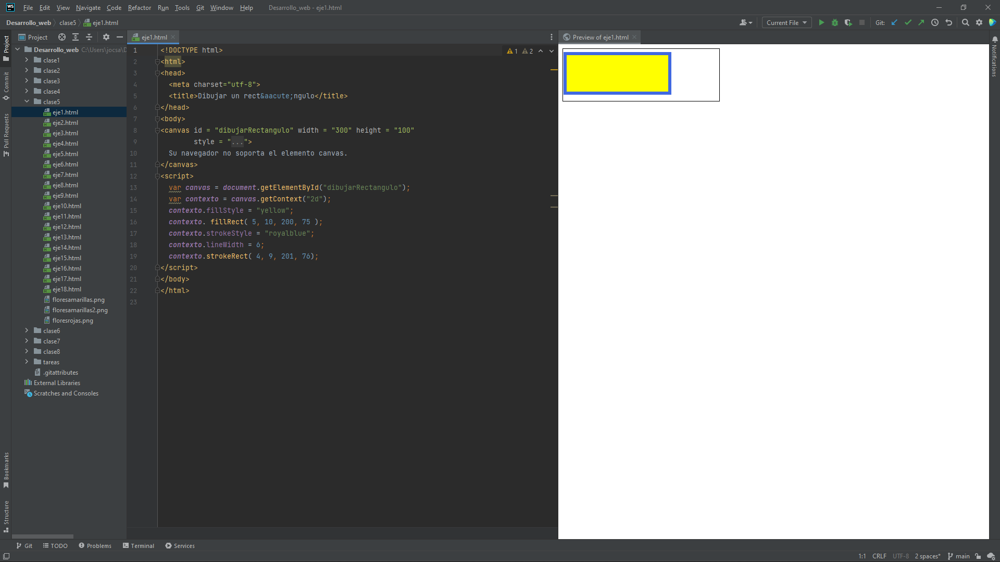 WS File Edit View Navigate Code Refactor Run Tools Git Window Help Desarrollo_web - eje1.html
Desarrollo_web clase5 eje1.html Current File Git:
Project eje1.html Preview of eje1.html
Project
Commit
Pull Requests
Bookmarks
Structure
Notifications
Desarrollo_web C:\Users\jocsa\D
clase1
clase2
clase3
clase4
clase5
eje1.html
eje2.html
eje3.html
eje4.html
eje5.html
eje6.html
eje7.html
eje8.html
eje9.html
eje10.html
eje11.html
eje12.html
eje13.html
eje14.html
eje15.html
eje16.html
eje17.html
eje18.html
floresamarillas.png
floresamarillas2.png
floresrojas.png
clase6
clase7
clase8
tareas
.gitattributes
External Libraries
Scratches and Consoles
1 <!DOCTYPE html> 1 2
2 <html>
3 <head>
4 <meta charset="utf-8">
5 <title>Dibujar un rect&aacute;ngulo</title>
6 </head>
7 <body>
8 <canvas id = "dibujarRectangulo" width = "300" height = "100"
9 style = "...">
10 Su navegador no soporta el elemento canvas.
11 </canvas>
12 <script>
13 var canvas = document.getElementById("dibujarRectangulo");
14 var contexto = canvas.getContext("2d");
15 contexto.fillStyle = "yellow";
16 contexto. fillRect( 5, 10, 200, 75 );
17 contexto.strokeStyle = "royalblue";
18 contexto.lineWidth = 6;
19 contexto.strokeRect( 4, 9, 201, 76);
20 </script>
21 </body>
22 </html>
23
Git TODO Problems Terminal Services
1:1 CRLF UTF-8 2 spaces* main